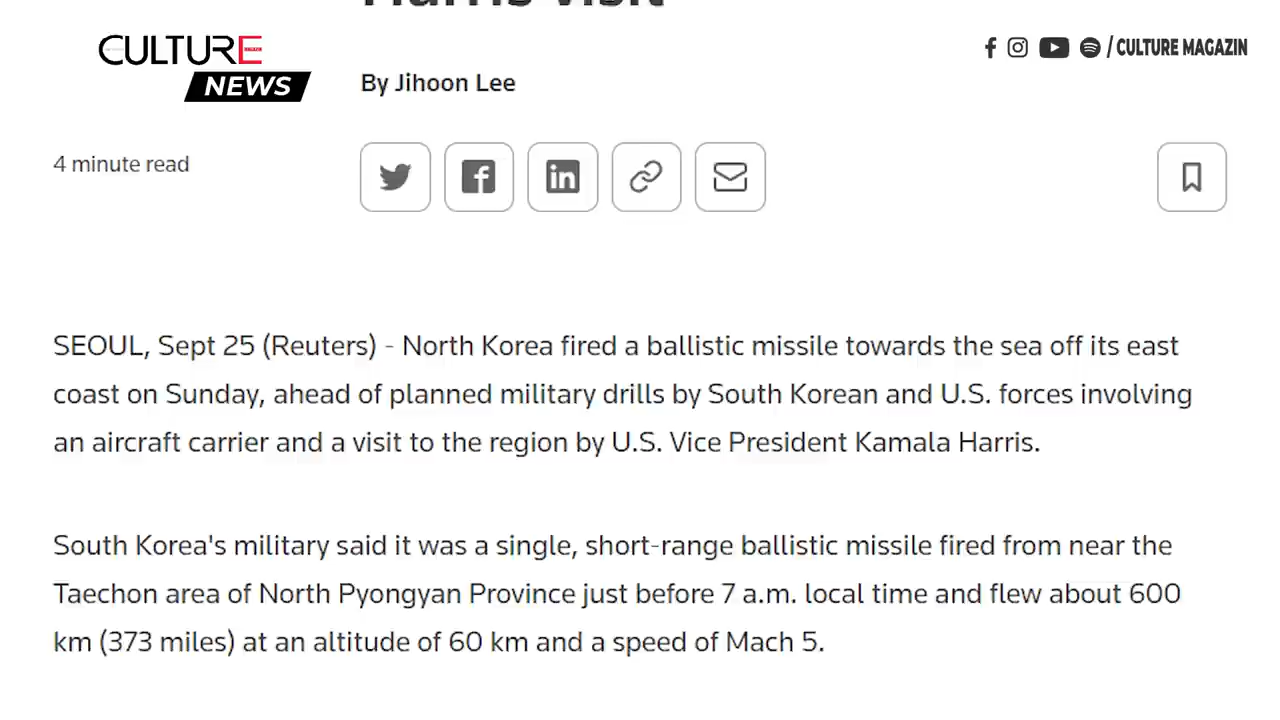 Harris visit
CULTURE
NEWS
/ CULTURE MAGAZIN
By Jihoon Lee
4 minute read
SEOUL, Sept 25 (Reuters) - North Korea fired a ballistic missile towards the sea off its east
coast on Sunday, ahead of planned military drills by South Korean and U.S. forces involving
an aircraft carrier and a visit to the region by U.S. Vice President Kamala Harris.
South Korea's military said it was a single, short-range ballistic missile fired from near the
Taechon area of North Pyongyan Province just before 7 a.m. local time and flew about 600
km (373 miles) at an altitude of 60 km and a speed of Mach 5.